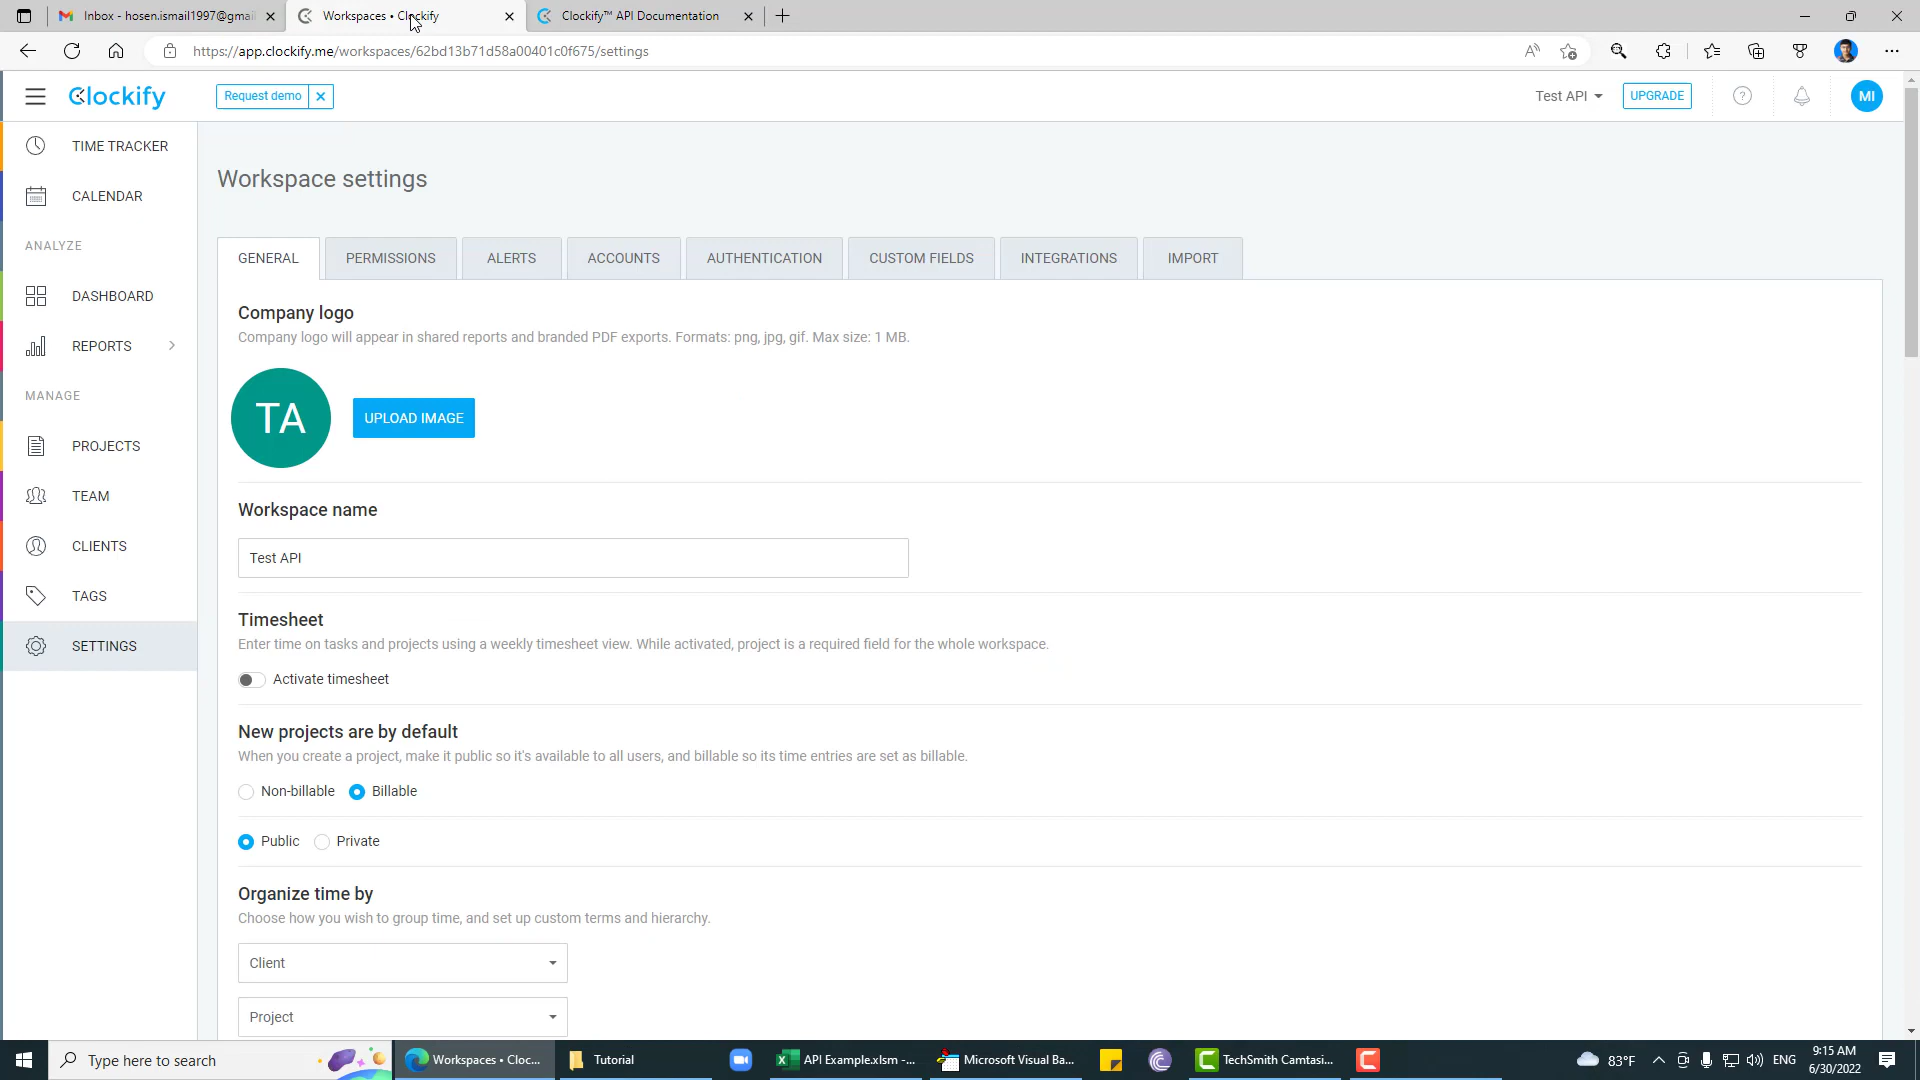 Inbox - hosen.ismail1997@gmail
Workspaces • Clockify
Clockify™ API Documentation
https://app.clockify.me/workspaces/62bd13b71d58a00401c0f675/settings
Clockify
Request demo
Test API
UPGRADE
MI
TIME TRACKER
CALENDAR
ANALYZE
DASHBOARD
REPORTS
MANAGE
PROJECTS
TEAM
CLIENTS
TAGS
SETTINGS
Workspace settings
GENERAL
PERMISSIONS
ALERTS
ACCOUNTS
AUTHENTICATION
CUSTOM FIELDS
INTEGRATIONS
IMPORT
Company logo
Company logo will appear in shared reports and branded PDF exports. Formats: png, jpg, gif. Max size: 1 MB.
TA
UPLOAD IMAGE
Workspace name
Test API
Timesheet
Enter time on tasks and projects using a weekly timesheet view. While activated, project is a required field for the whole workspace.
Activate timesheet
New projects are by default
When you create a project, make it public so it's available to all users, and billable so its time entries are set as billable.
Non-billable
Billable
Public
Private
Organize time by
Choose how you wish to group time, and set up custom terms and hierarchy.
Client
Project
Type here to search
Workspaces • Cloc...
Tutorial
API Example.xlsm -...
Microsoft Visual Ba...
TechSmith Camtasi...
83°F
ENG
9:15 AM
6/30/2022